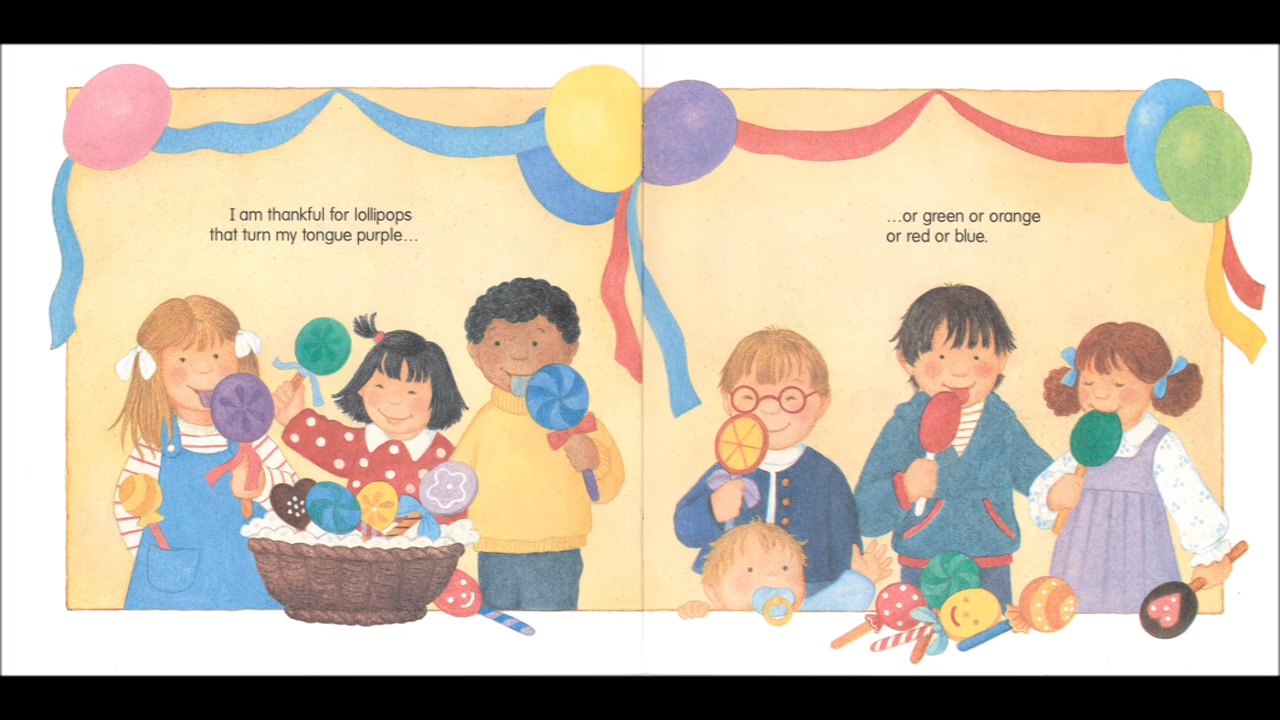 I am thankful for lollipops
that turn my tongue purple…
…or green or orange
or red or blue.